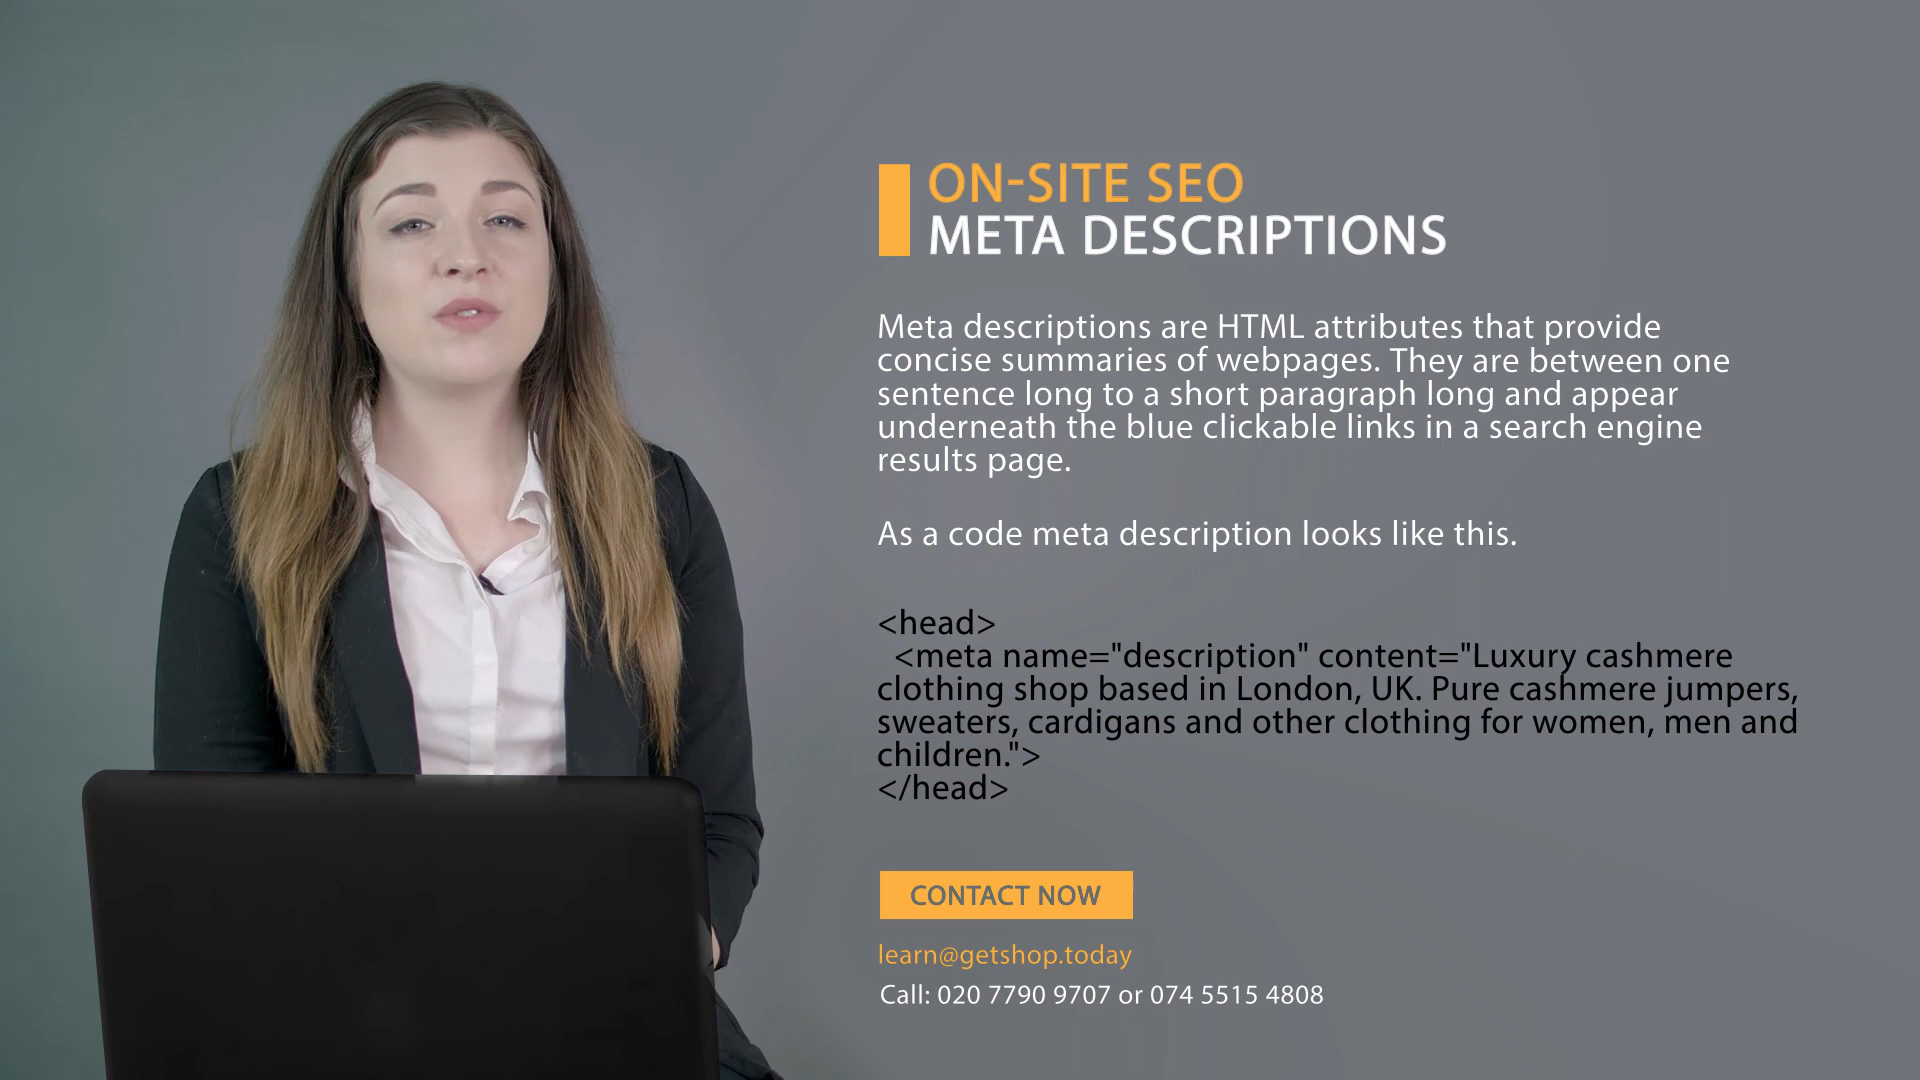 ON-SITE SEO
META DESCRIPTIONS
Meta descriptions are HTML attributes that provide
concise summaries of webpages. They are between one
sentence long to a short paragraph long and appear
underneath the blue clickable links in a search engine
results page.
As a code meta description looks like this.
<head>
<meta name="description" content="Luxury cashmere
clothing shop based in London, UK. Pure cashmere jumpers,
sweaters, cardigans and other clothing for women, men and
children.">
</head>
CONTACT NOW
learn@getshop.today
Call: 020 7790 9707 or 074 5515 4808